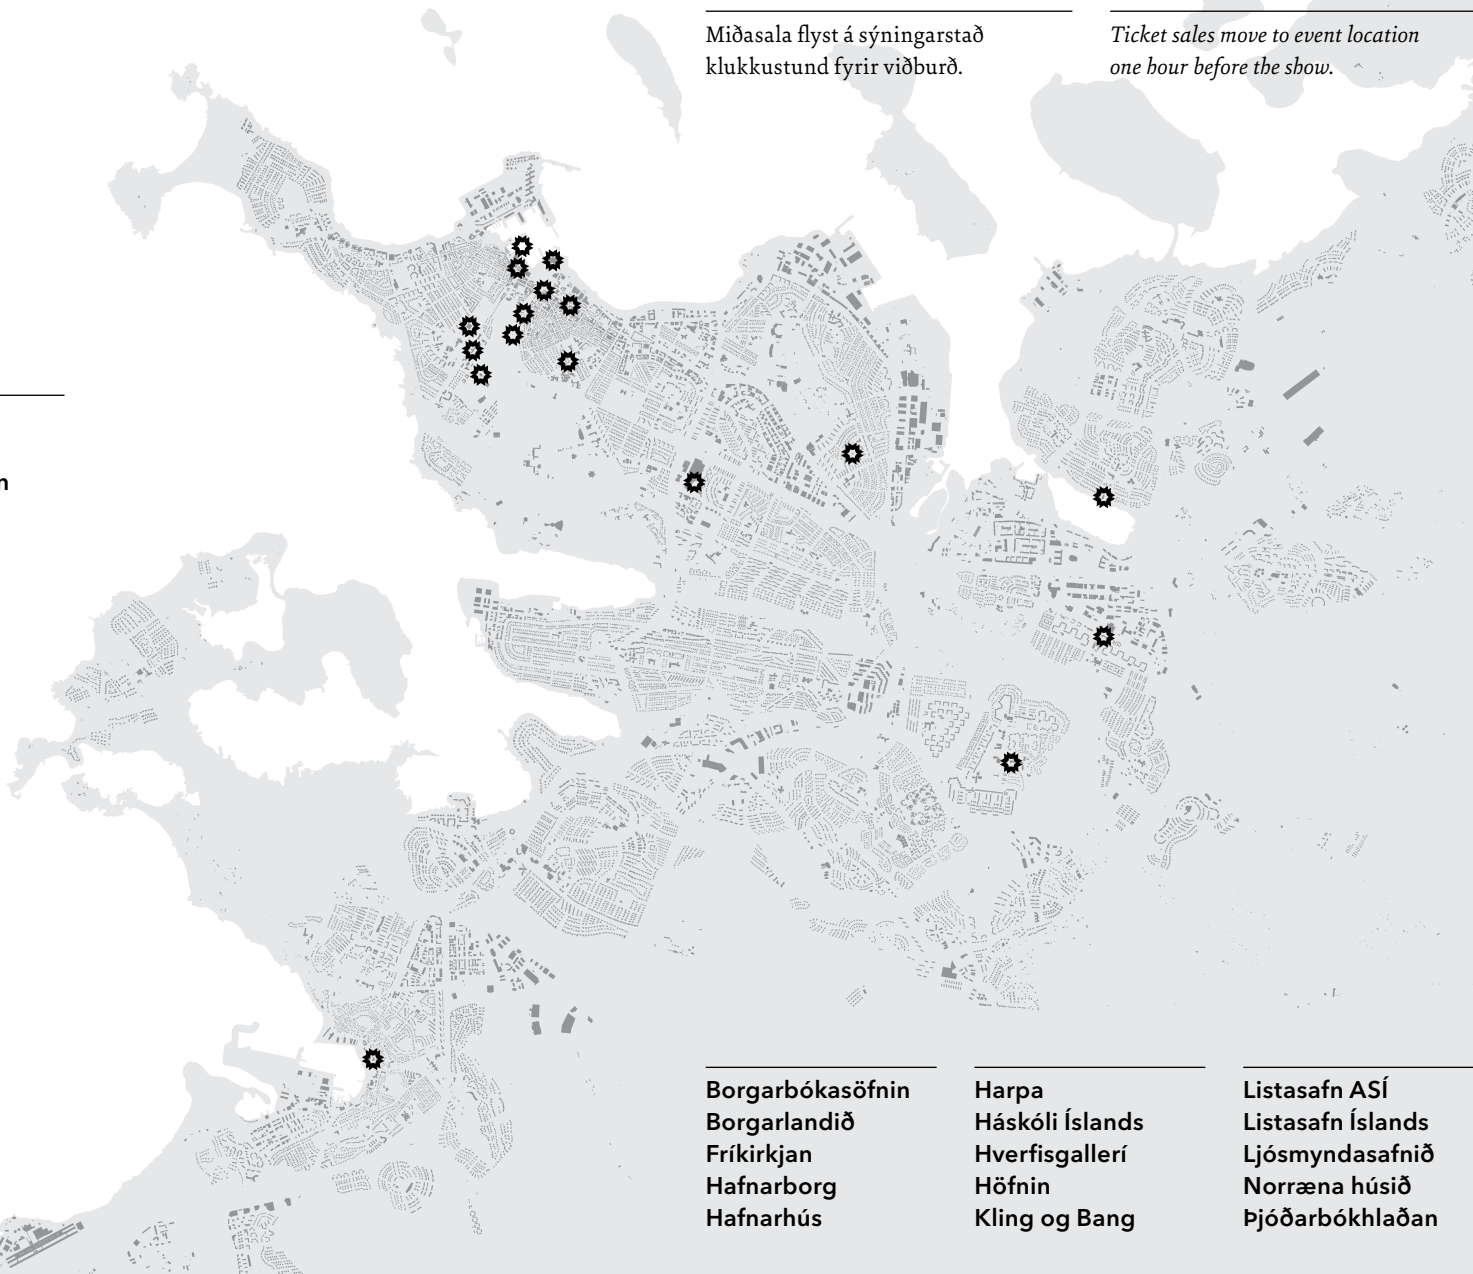 Miðasala flyst á sýningarstað
klukkustund fyrir viðburð.
Ticket sales move to event location
one hour before the show.
n
Borgarbókasöfnin
Borgarlandið
Fríkirkjan
Hafnarborg
Hafnarhús
Harpa
Háskóli Íslands
Hverfisgallerí
Höfnin
Kling og Bang
Listasafn ASÍ
Listasafn Íslands
Ljósmyndasafnið
Norræna húsið
Þjóðarbókhlaðan